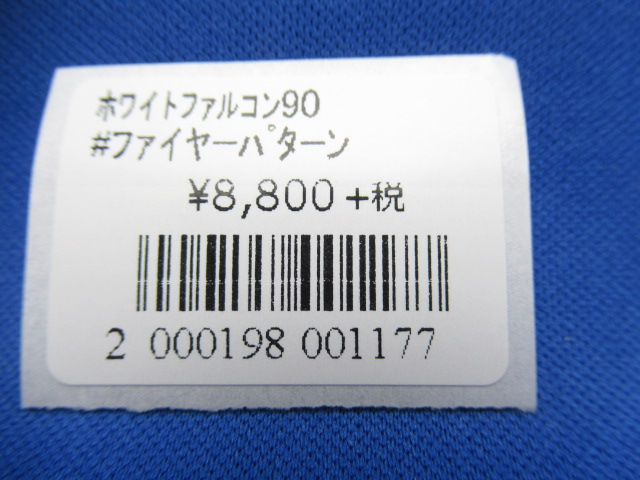 ホワイトファルコン90
#ファイヤーパターン
¥8,800 +税
2 000198 001177